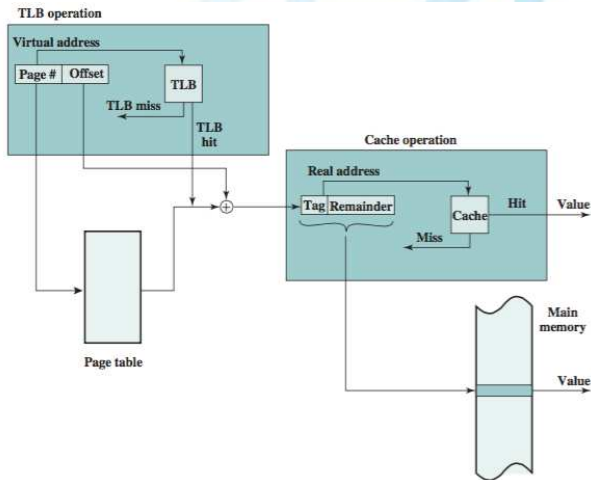 TLB operation
Virtual address
Page # Offset
TLB
TLB miss
TLB
hit
Cache operation
Real address
Tag Remainder
Cache
Hit
Value
Miss
Page table
Main
memory
Value